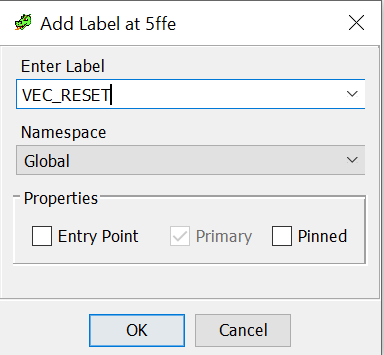 Add Label at 5ffe
Enter Label
VEC_RESET
Namespace
Global
Properties
Entry Point Primary Pinned
OK Cancel